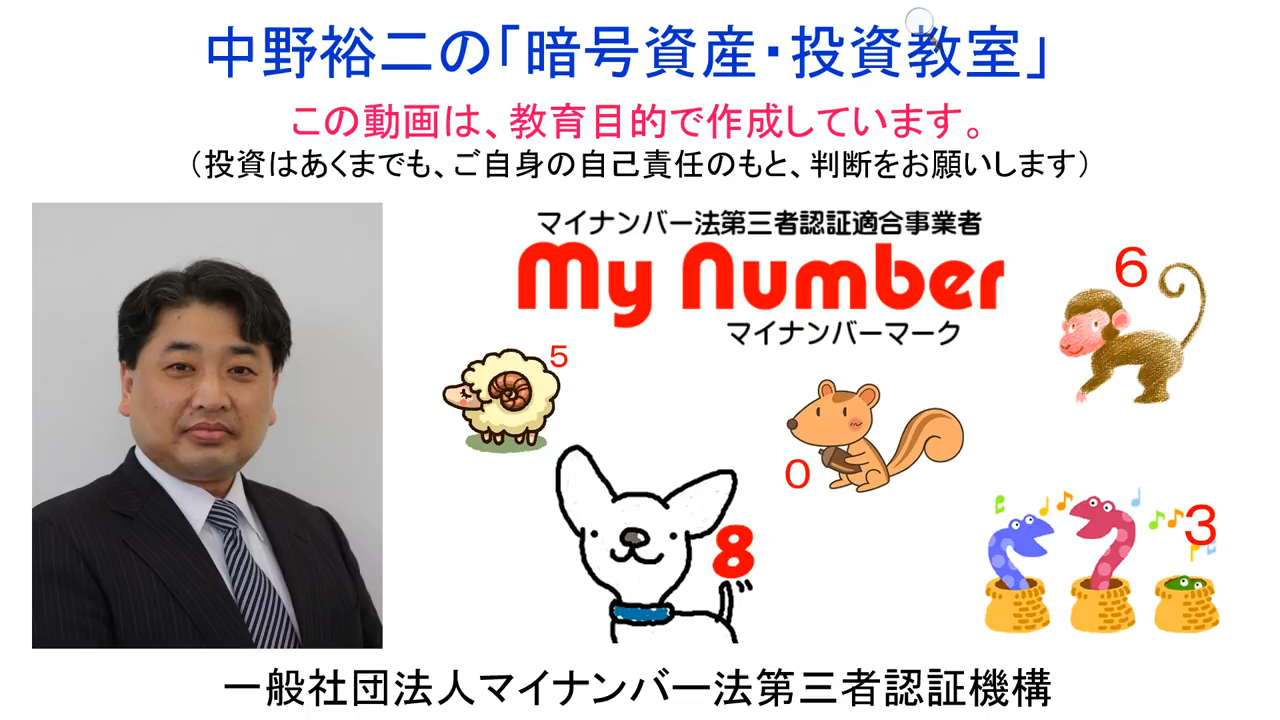 中野裕二の「暗号資産・投資教室」
この動画は、教育目的で作成しています。
（投資はあくまでも、ご自身の自己責任のもと、判断をお願いします）
マイナンバー法第三者認証適合事業者
My Number
マイナンバーマーク
6
5
0
8
3
一般社団法人マイナンバー法第三者認証機構